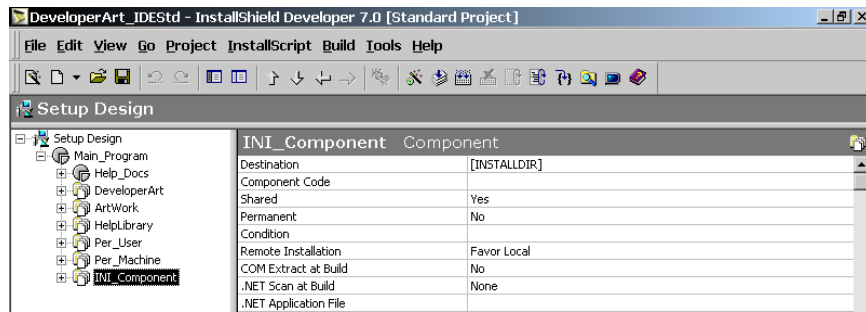 DeveloperArt_IDEStd - InstallShield Developer 7.0 [Standard Project]
File Edit View Go Project InstallScript Build Tools Help
Setup Design
Setup Design
Main_Program
Help_Docs
DeveloperArt
ArtWork
HelpLibrary
Per_User
Per_Machine
INI_Component
INI_Component Component
Destination [INSTALLDIR]
Component Code
Shared Yes
Permanent No
Condition
Remote Installation Favor Local
COM Extract at Build No
.NET Scan at Build None
.NET Application File